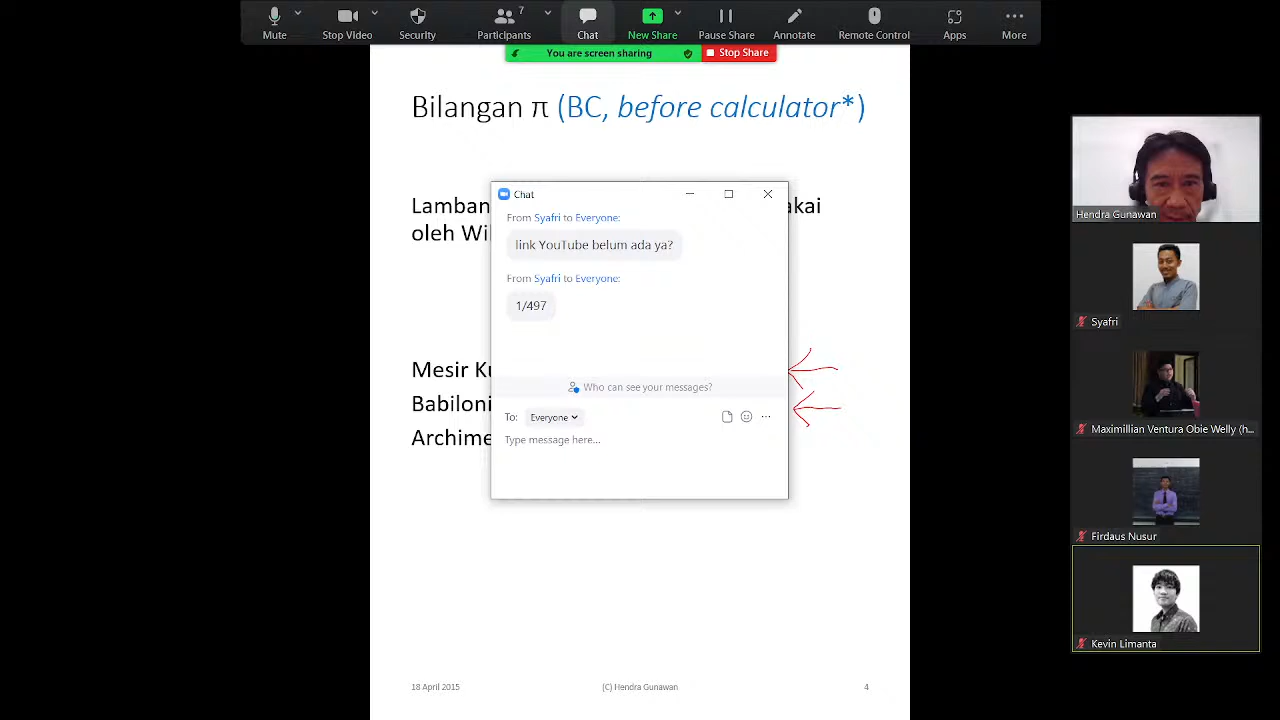 Mute
Stop Video
Security
Participants
7
Chat
New Share
Pause Share
Annotate
Remote Control
Apps
More
You are screen sharing
Stop Share
Bilangan π (BC, before calculator*)
Lamban
akai
oleh Wi
Chat
From Syafri to Everyone:
link YouTube belum ada ya?
From Syafri to Everyone:
1/497
Who can see your messages?
To: Everyone
Type message here...
Mesir Ku
Babiloni
Archime
18 April 2015
(C) Hendra Gunawan
4
Hendra Gunawan
Syafri
Maximillian Ventura Obie Welly (h...
Firdaus Nusur
Kevin Limanta